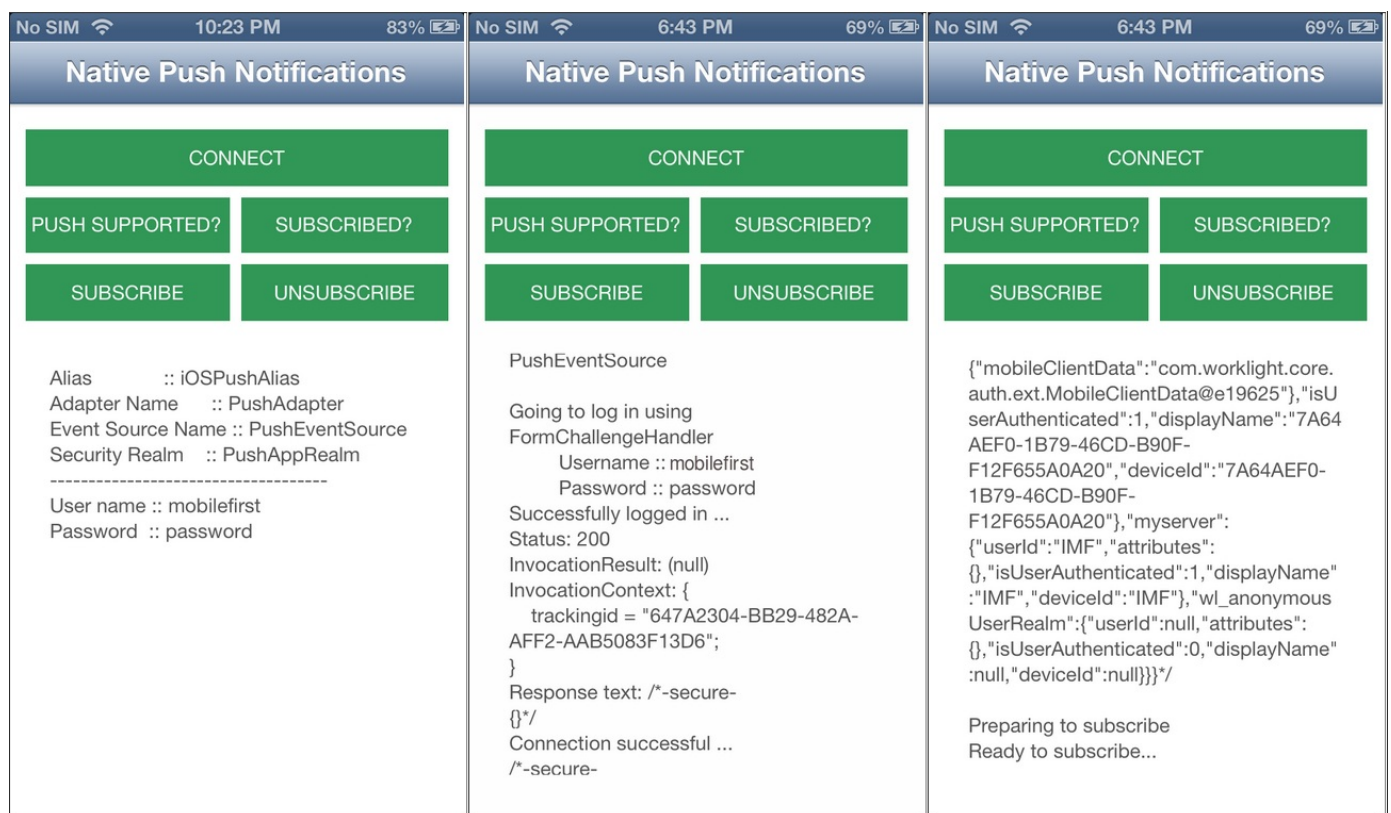 No SIM 10:23 PM 83%
Native Push Notifications
CONNECT
PUSH SUPPORTED? SUBSCRIBED?
SUBSCRIBE UNSUBSCRIBE
Alias :: iOSPushAlias
Adapter Name :: PushAdapter
Event Source Name :: PushEventSource
Security Realm :: PushAppRealm
------------------------------------
User name :: mobilefirst
Password :: password
No SIM 6:43 PM 69%
Native Push Notifications
CONNECT
PUSH SUPPORTED? SUBSCRIBED?
SUBSCRIBE UNSUBSCRIBE
PushEventSource
Going to log in using
FormChallengeHandler
Username :: mobilefirst
Password :: password
Successfully logged in ...
Status: 200
InvocationResult: (null)
InvocationContext: {
trackingid = "647A2304-BB29-482A-
AFF2-AAB5083F13D6";
}
Response text: /*-secure-
{}*/
Connection successful ...
/*-secure-
No SIM 6:43 PM 69%
Native Push Notifications
CONNECT
PUSH SUPPORTED? SUBSCRIBED?
SUBSCRIBE UNSUBSCRIBE
{"mobileClientData":"com.worklight.core.
auth.ext.MobileClientData@e19625"},"isU
serAuthenticated":1,"displayName":"7A64
AEF0-1B79-46CD-B90F-
F12F655A0A20","deviceId":"7A64AEF0-
1B79-46CD-B90F-
F12F655A0A20"},"myserver":
{"userId":"IMF","attributes":
{},"isUserAuthenticated":1,"displayName"
:"IMF","deviceId":"IMF"},"wl_anonymous
UserRealm":{"userId":null,"attributes":
{},"isUserAuthenticated":0,"displayName"
:null,"deviceId":null}}}*/
Preparing to subscribe
Ready to subscribe...